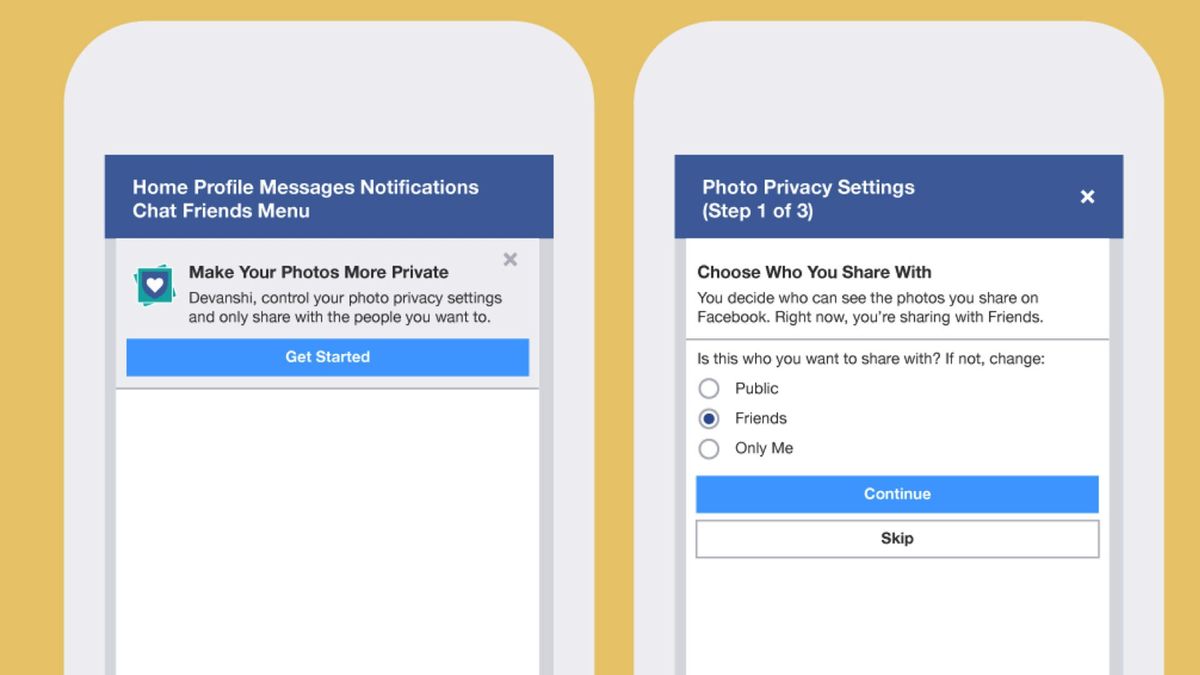 Home Profile Messages Notifications
Chat Friends Menu
Make Your Photos More Private
Devanshi, control your photo privacy settings
and only share with the people you want to.
Get Started
Photo Privacy Settings
(Step 1 of 3)
Choose Who You Share With
You decide who can see the photos you share on
Facebook. Right now, you’re sharing with Friends.
Is this who you want to share with? If not, change:
Public
Friends
Only Me
Continue
Skip